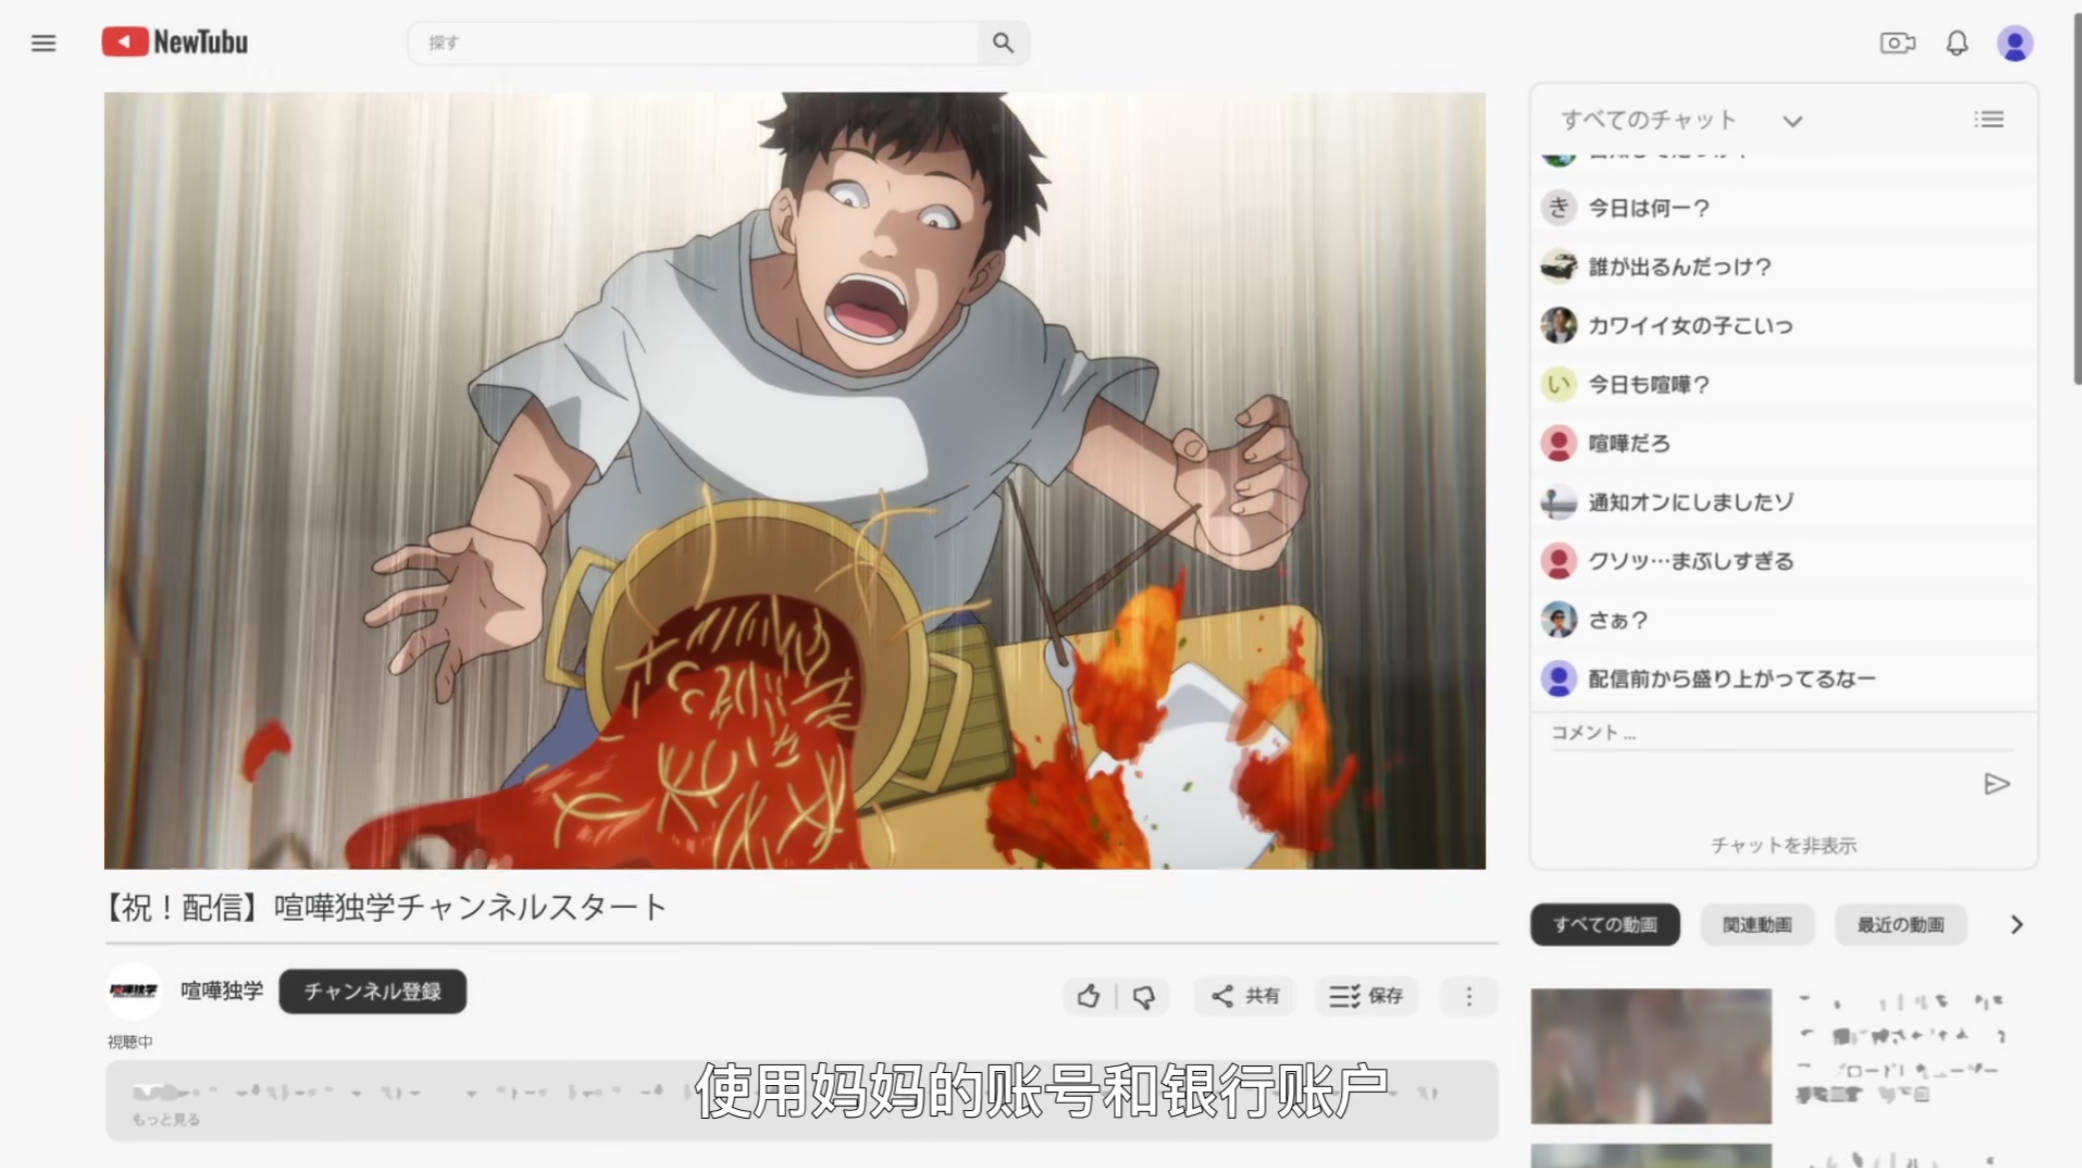 NewTubu
探す
すべてのチャット
き 今日は何ー？
誰が出るんだっけ？
カワイイ女の子こいっ
い 今日も喧嘩？
喧嘩だろ
通知オンにしましたゾ
クソッ…まぶしすぎる
さぁ？
配信前から盛り上がってるなー
コメント ...
チャットを非表示
【祝！配信】喧嘩独学チャンネルスタート
すべての動画 関連動画 最近の動画
喧嘩独学 喧嘩独学 チャンネル登録 共有 保存
視聴中
使用妈妈的账号和银行账户
もっと見る